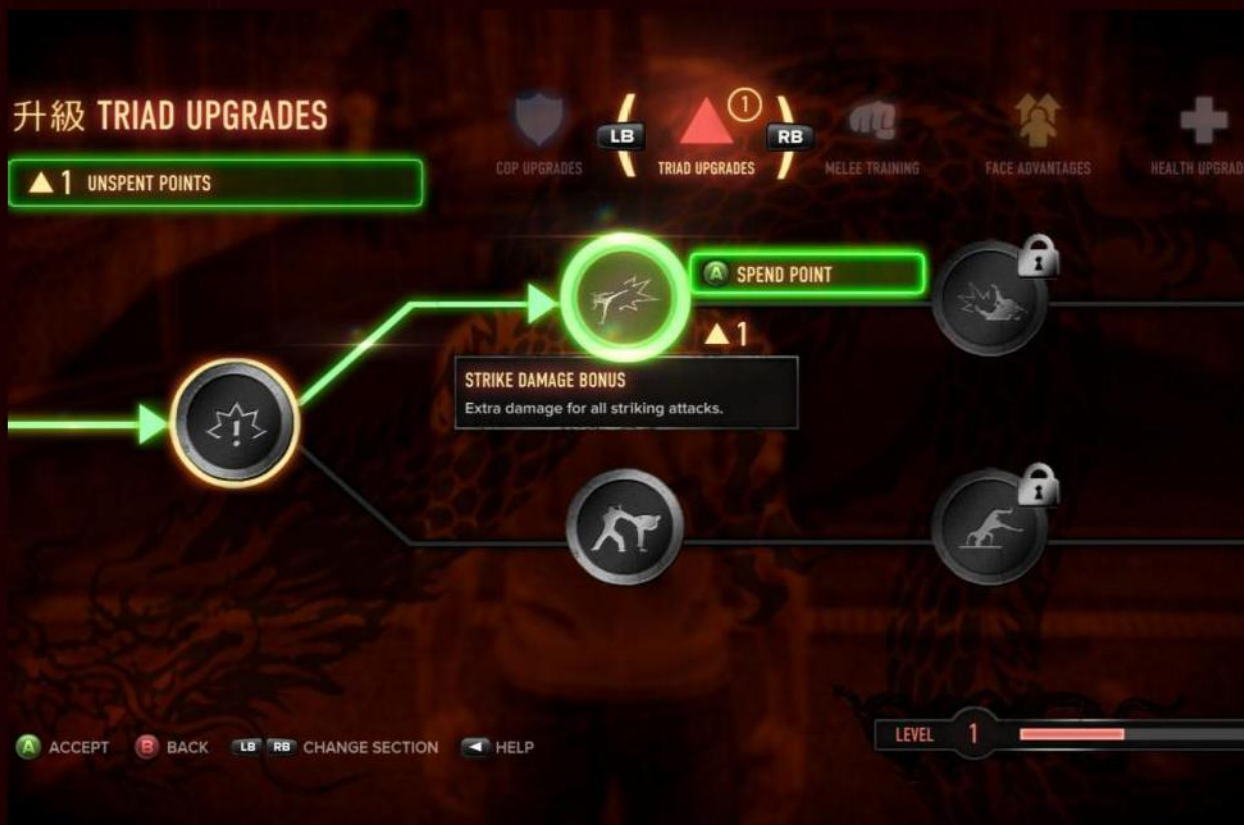 升級 TRIAD UPGRADES
1 UNSPENT POINTS
LB
1
RB
COP UPGRADES
TRIAD UPGRADES
MELEE TRAINING
FACE ADVANTAGES
HEALTH UPGRAD
A SPEND POINT
1
STRIKE DAMAGE BONUS
Extra damage for all striking attacks.
!
A ACCEPT B BACK LB RB CHANGE SECTION HELP
LEVEL 1